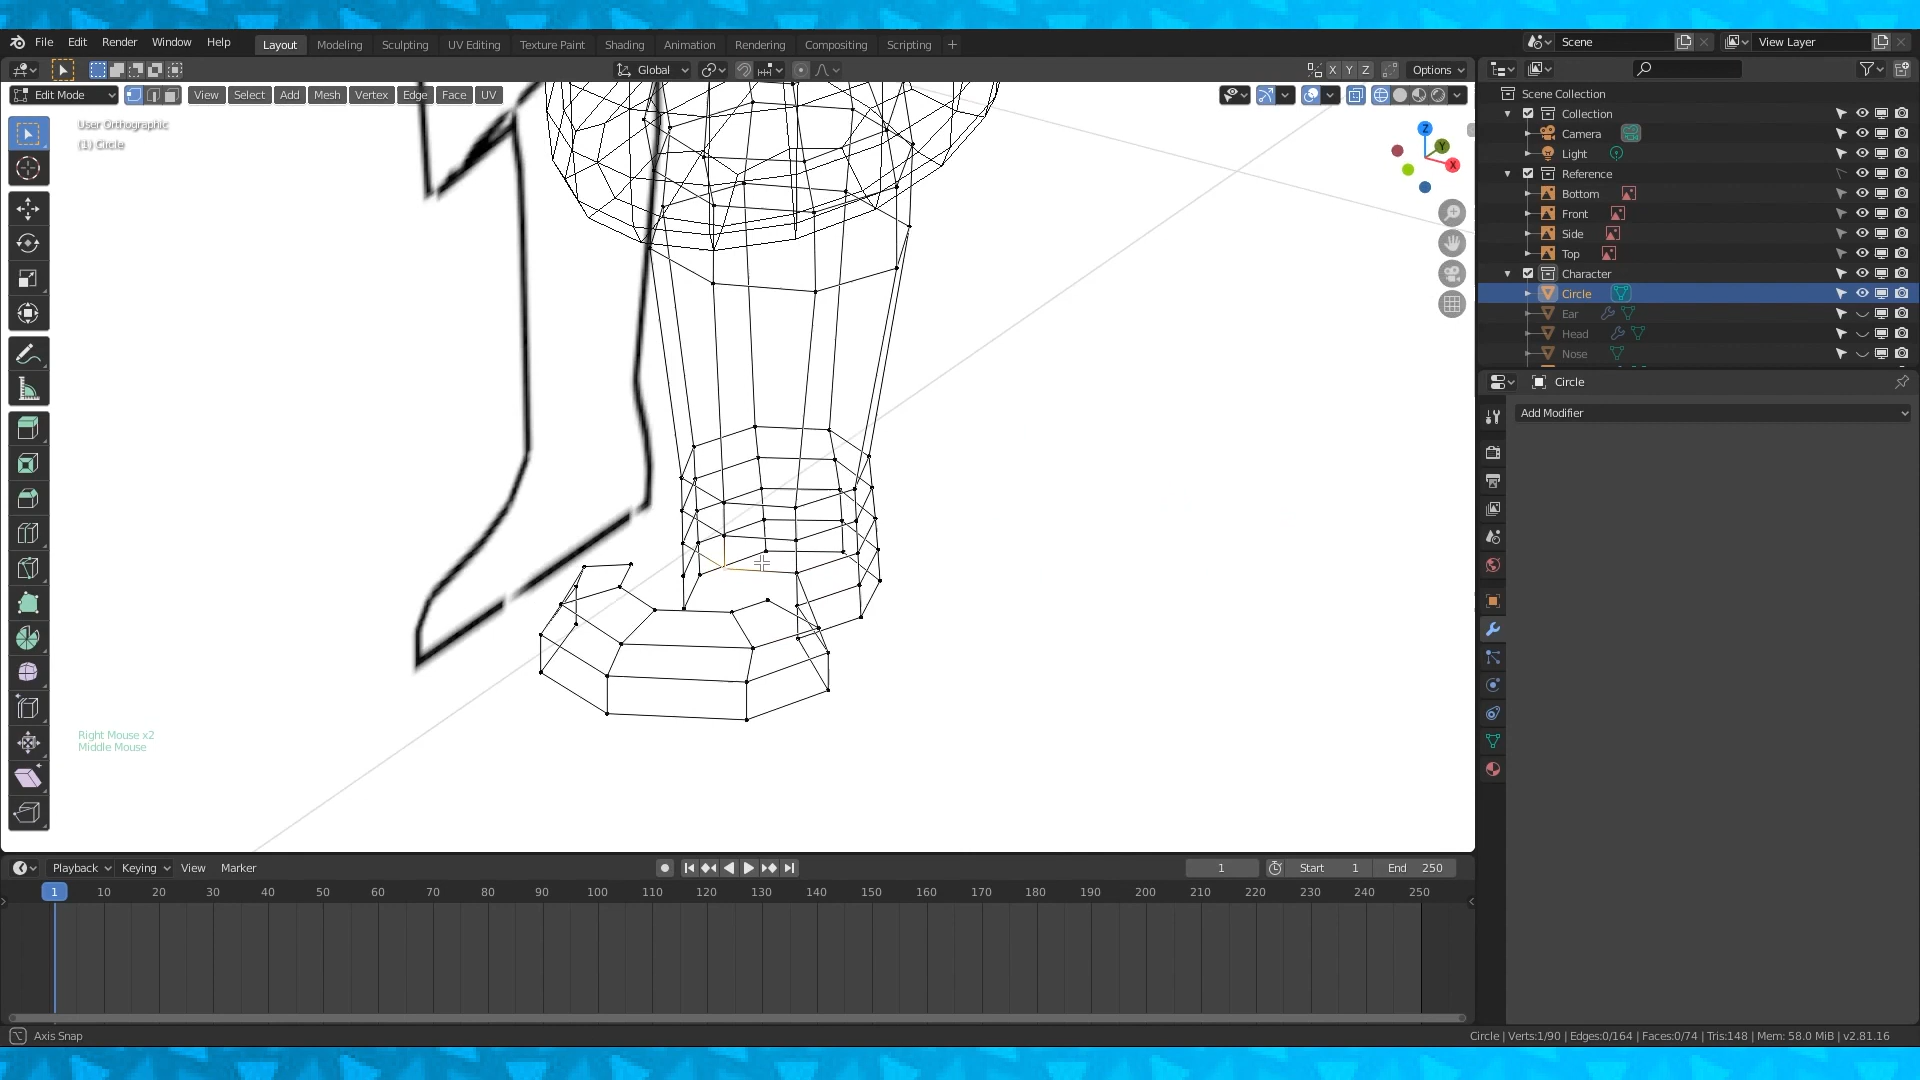 File Edit Render Window Help Layout Modeling Sculpting UV Editing Texture Paint Shading Animation Rendering Compositing Scripting + Scene View Layer
Global X Y Z Options
Edit Mode View Select Add Mesh Vertex Edge Face UV
User Orthographic
(1) Circle
Z
Y
X
Right Mouse x2
Middle Mouse
Scene Collection
Collection
Camera
Light
Reference
Bottom
Front
Side
Top
Character
Circle
Ear
Head
Nose
Circle
Add Modifier
Playback Keying View Marker 1 Start 1 End 250
1 10 20 30 40 50 60 70 80 90 100 110 120 130 140 150 160 170 180 190 200 210 220 230 240 250
Axis Snap
Circle | Verts:1/90 | Edges:0/164 | Faces:0/74 | Tris:148 | Mem: 58.0 MiB | v2.81.16